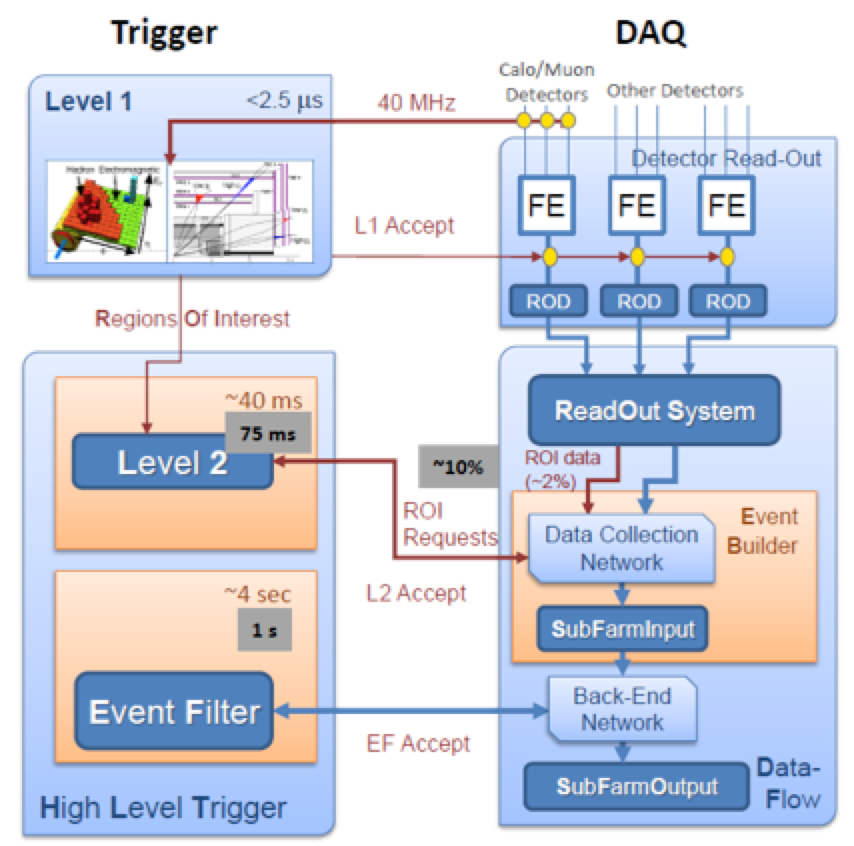 Trigger
DAQ
Calo/Muon
Detectors
Other Detectors
Level 1
<2.5 μs
40 MHz
Detector Read-Out
Hadron Electromagnetic
FE
FE
FE
L1 Accept
ROD
ROD
ROD
Regions Of Interest
~40 ms
75 ms
Level 2
ReadOut System
~10%
ROI data
(~2%)
ROI
Requests
Data Collection
Network
Event
Builder
L2 Accept
~4 sec
1 s
SubFarmInput
Event Filter
Back-End
Network
EF Accept
SubFarmOutput
Data-
Flow
High Level Trigger